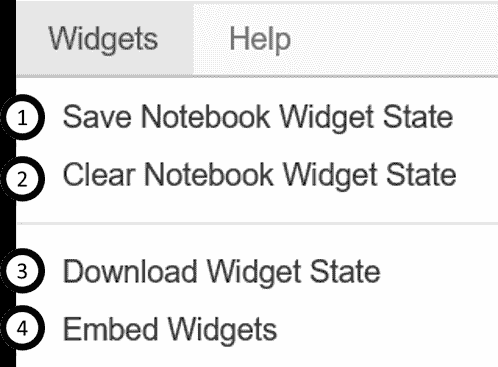 Widgets Help
1 Save Notebook Widget State
2 Clear Notebook Widget State
3 Download Widget State
4 Embed Widgets